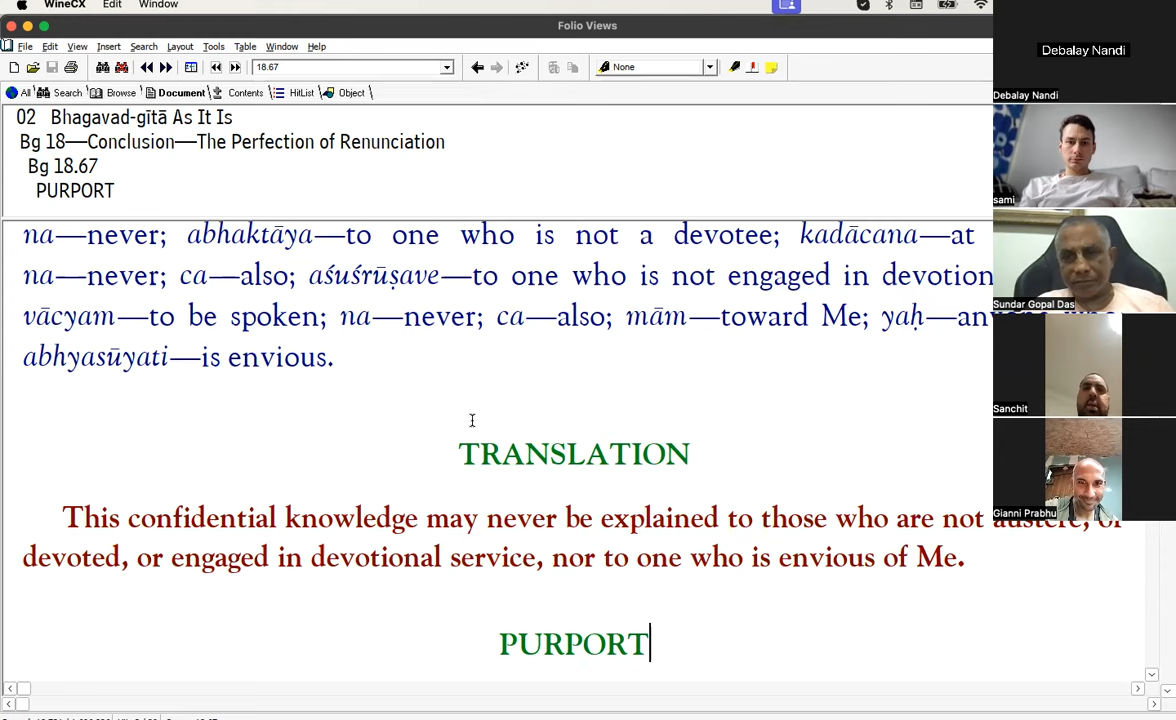 WineCX Edit Window
Folio Views
File Edit View Insert Search Layout Tools Table Window Help
18.67
None
All Search Browse Document Contents HitList Object
02 Bhagavad-gītā As It Is
Bg 18—Conclusion—The Perfection of Renunciation
Bg 18.67
PURPORT
na—never; abhaktāya—to one who is not a devotee; kadācana—at
na—never; ca—also; aśuśrūṣave—to one who is not engaged in devotion
vācyam—to be spoken; na—never; ca—also; mām—toward Me; yaḥ—anyone who
abhyasūyati—is envious.
TRANSLATION
This confidential knowledge may never be explained to those who are not austere, or
devoted, or engaged in devotional service, nor to one who is envious of Me.
PURPORT
Debalay Nandi
Debalay Nandi
sami
Sundar Gopal Das
Sanchit
Gianni Prabhu